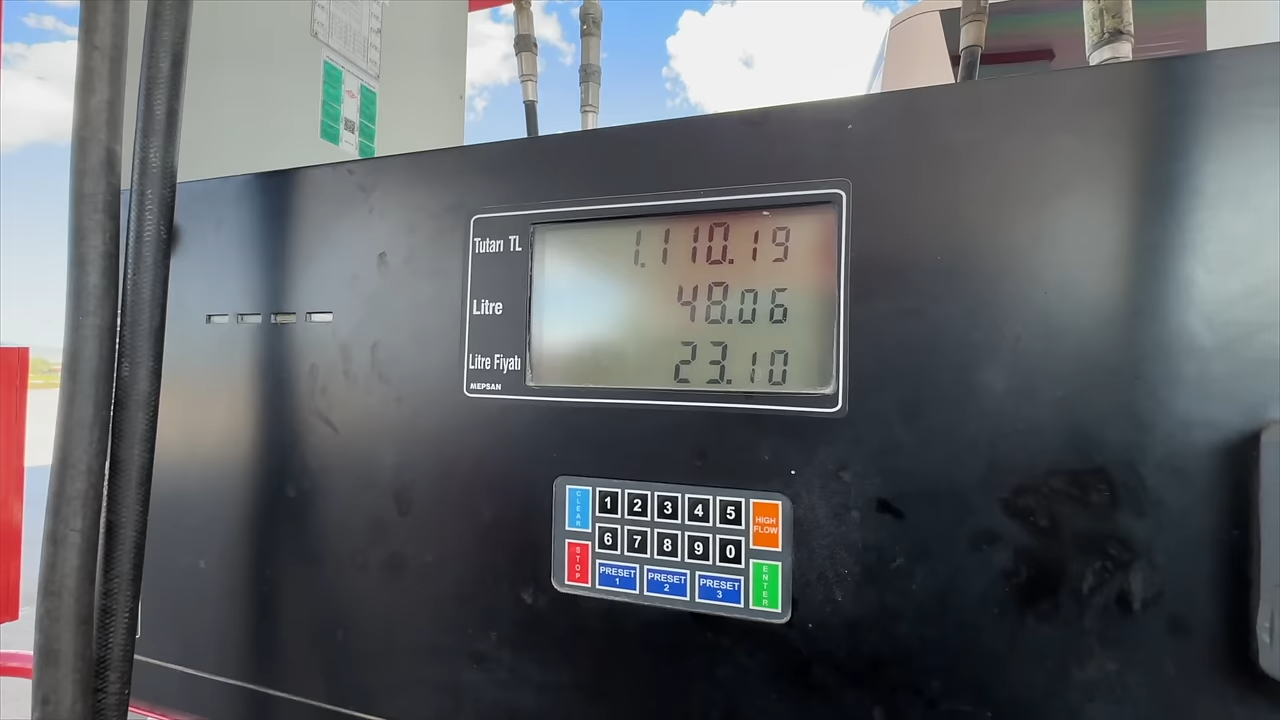 Tutarı TL 1.110.19
Litre 48.06
Litre Fiyatı 23.10
MEPSAN
CLEAR 1 2 3 4 5 HIGH FLOW
STOP 6 7 8 9 0 ENTER
PRESET 1 PRESET 2 PRESET 3